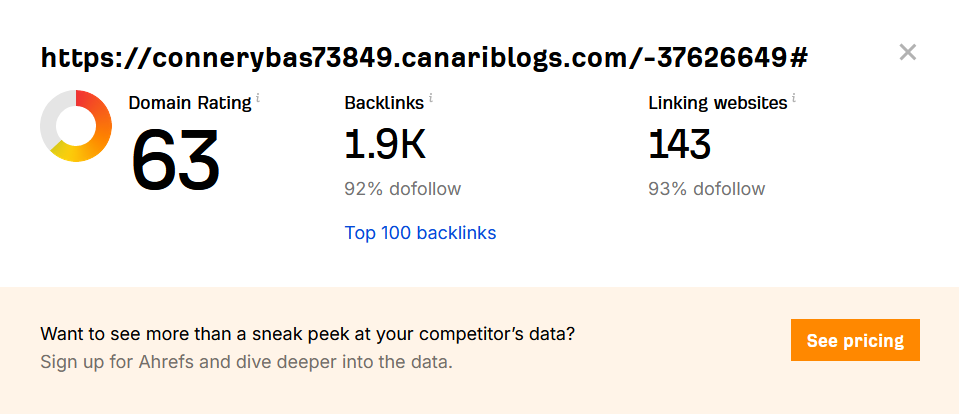 https://connerybas73849.canariblogs.com/-37626649#
Domain Rating i
63
Backlinks i
1.9K
92% dofollow
Top 100 backlinks
Linking websites i
143
93% dofollow
Want to see more than a sneak peek at your competitor’s data?
Sign up for Ahrefs and dive deeper into the data.
See pricing